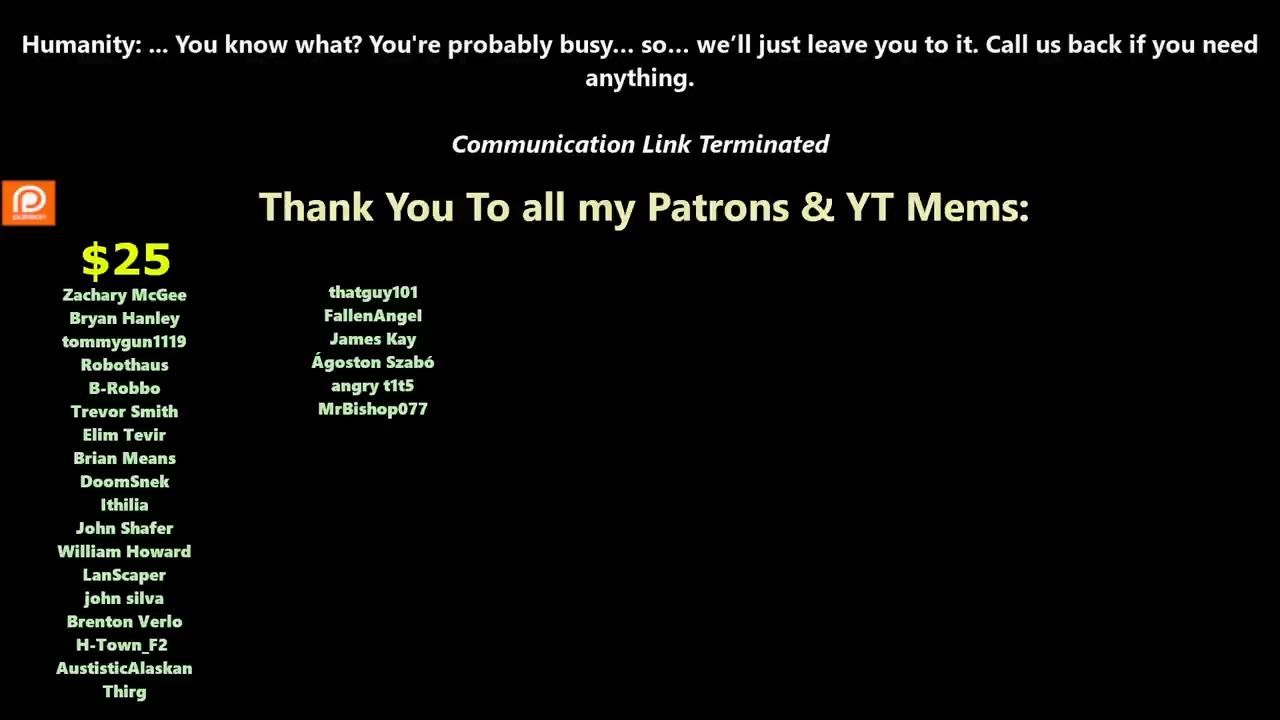 Humanity: ... You know what? You're probably busy... so... we’ll just leave you to it. Call us back if you need
anything.
Communication Link Terminated
patreon
Thank You To all my Patrons & YT Mems:
$25
Zachary McGee
Bryan Hanley
tommygun1119
Robothaus
B-Robbo
Trevor Smith
Elim Tevir
Brian Means
DoomSnek
Ithilia
John Shafer
William Howard
LanScaper
john silva
Brenton Verlo
H-Town_F2
AustisticAlaskan
Thirg
thatguy101
FallenAngel
James Kay
Ágoston Szabó
angry t1t5
MrBishop077